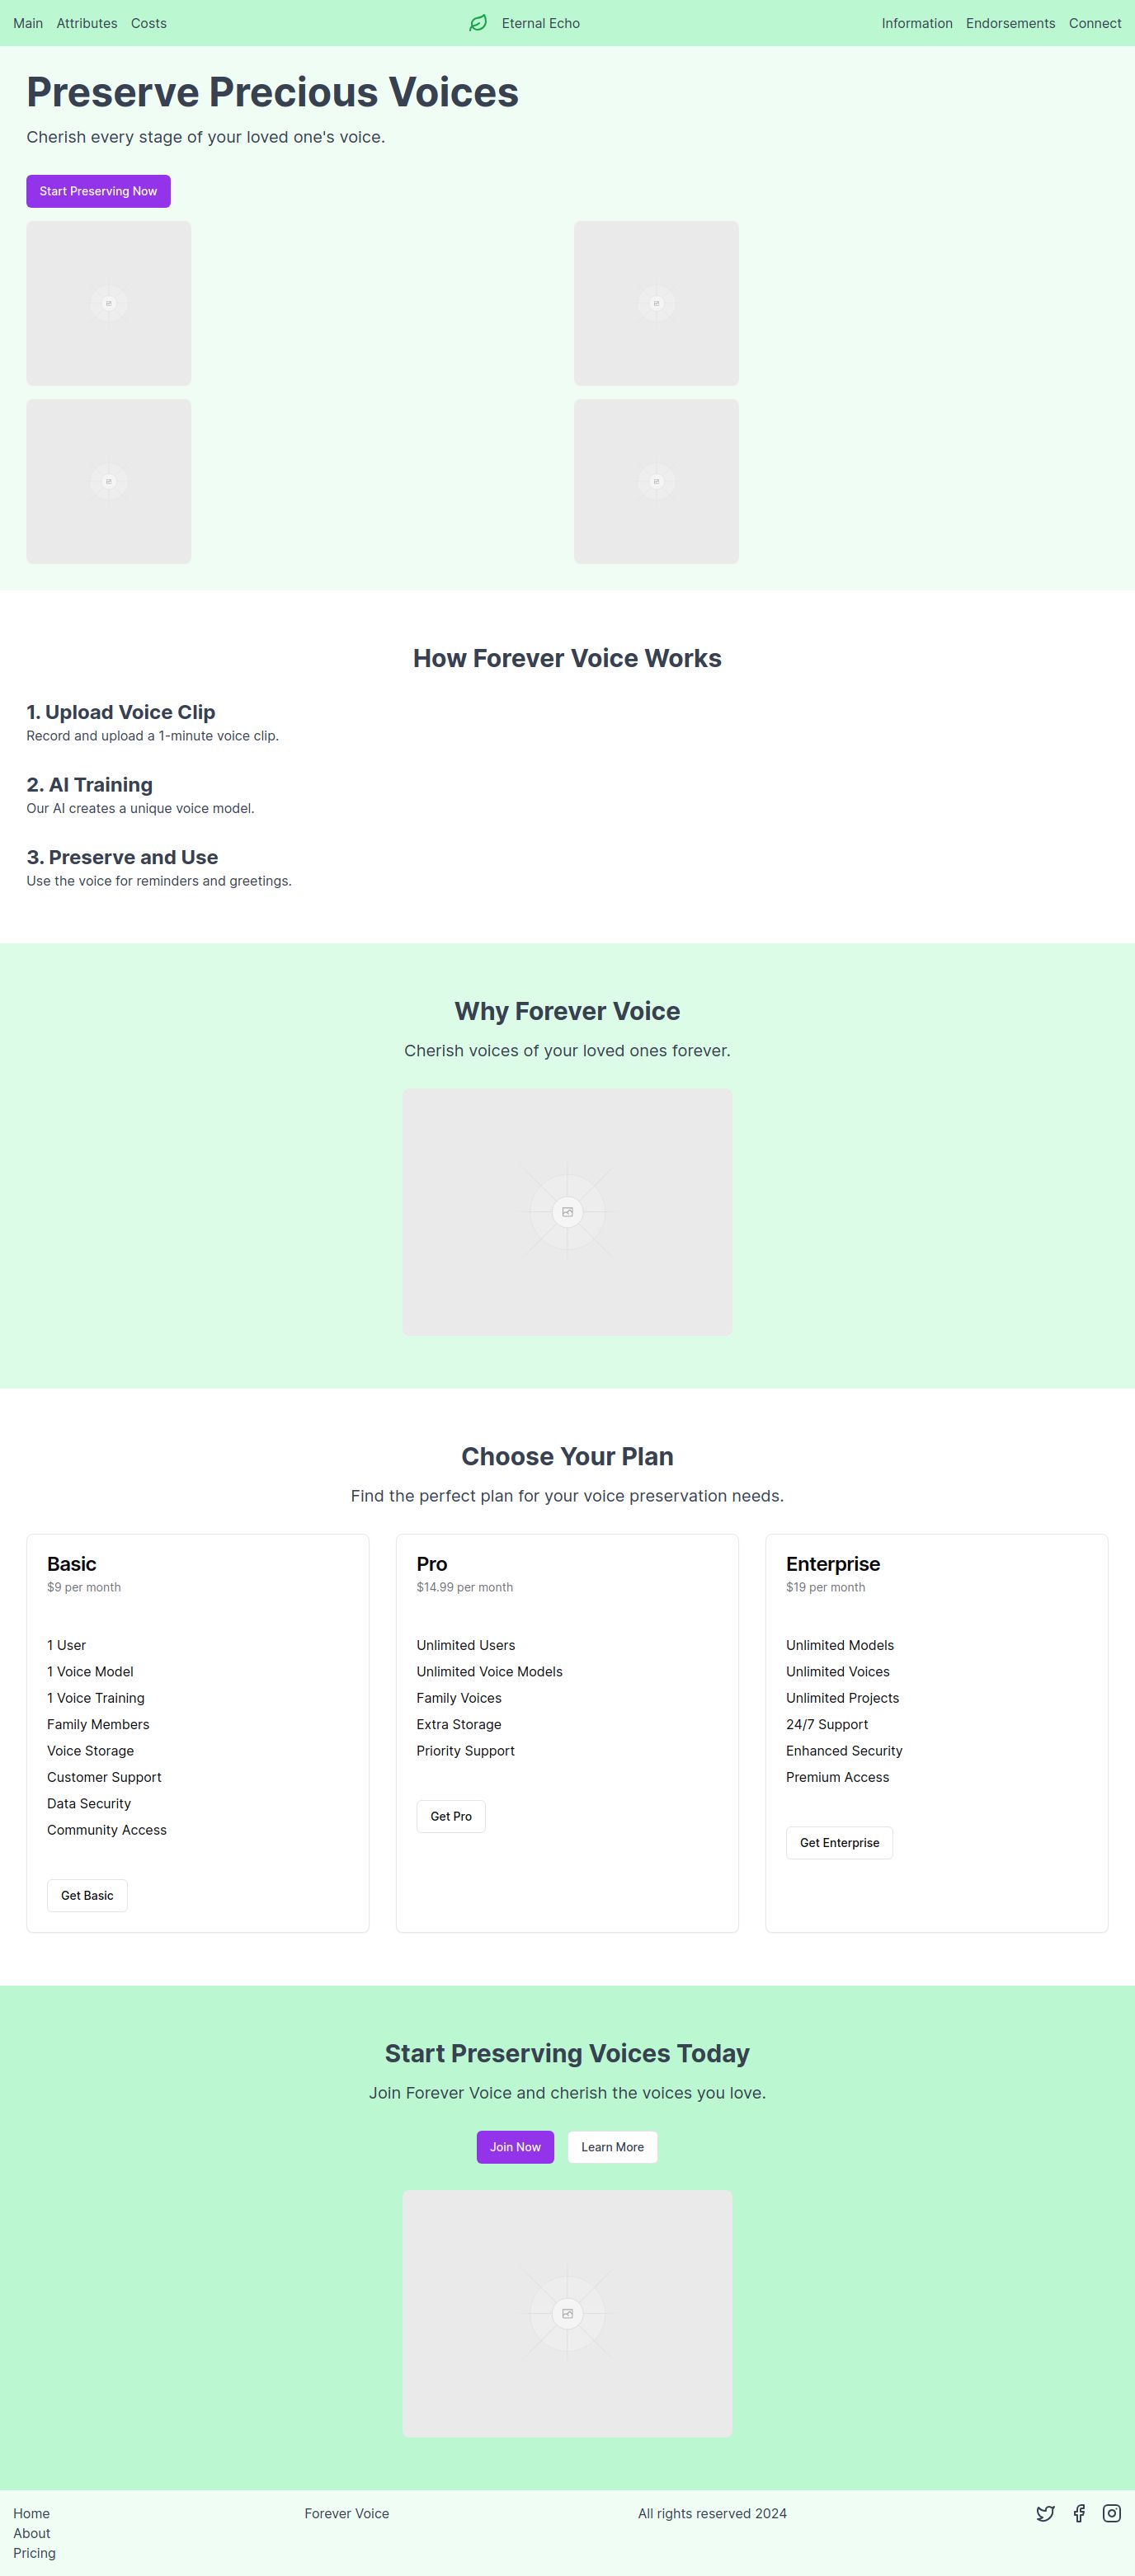 Main Attributes Costs Eternal Echo Information Endorsements Connect
Preserve Precious Voices
Cherish every stage of your loved one's voice.
Start Preserving Now
How Forever Voice Works
1. Upload Voice Clip
Record and upload a 1-minute voice clip.
2. AI Training
Our AI creates a unique voice model.
3. Preserve and Use
Use the voice for reminders and greetings.
Why Forever Voice
Cherish voices of your loved ones forever.
Choose Your Plan
Find the perfect plan for your voice preservation needs.
Basic
$9 per month
1 User
1 Voice Model
1 Voice Training
Family Members
Voice Storage
Customer Support
Data Security
Community Access
Get Basic
Pro
$14.99 per month
Unlimited Users
Unlimited Voice Models
Family Voices
Extra Storage
Priority Support
Get Pro
Enterprise
$19 per month
Unlimited Models
Unlimited Voices
Unlimited Projects
24/7 Support
Enhanced Security
Premium Access
Get Enterprise
Start Preserving Voices Today
Join Forever Voice and cherish the voices you love.
Join Now Learn More
Home
About
Pricing
Forever Voice
All rights reserved 2024